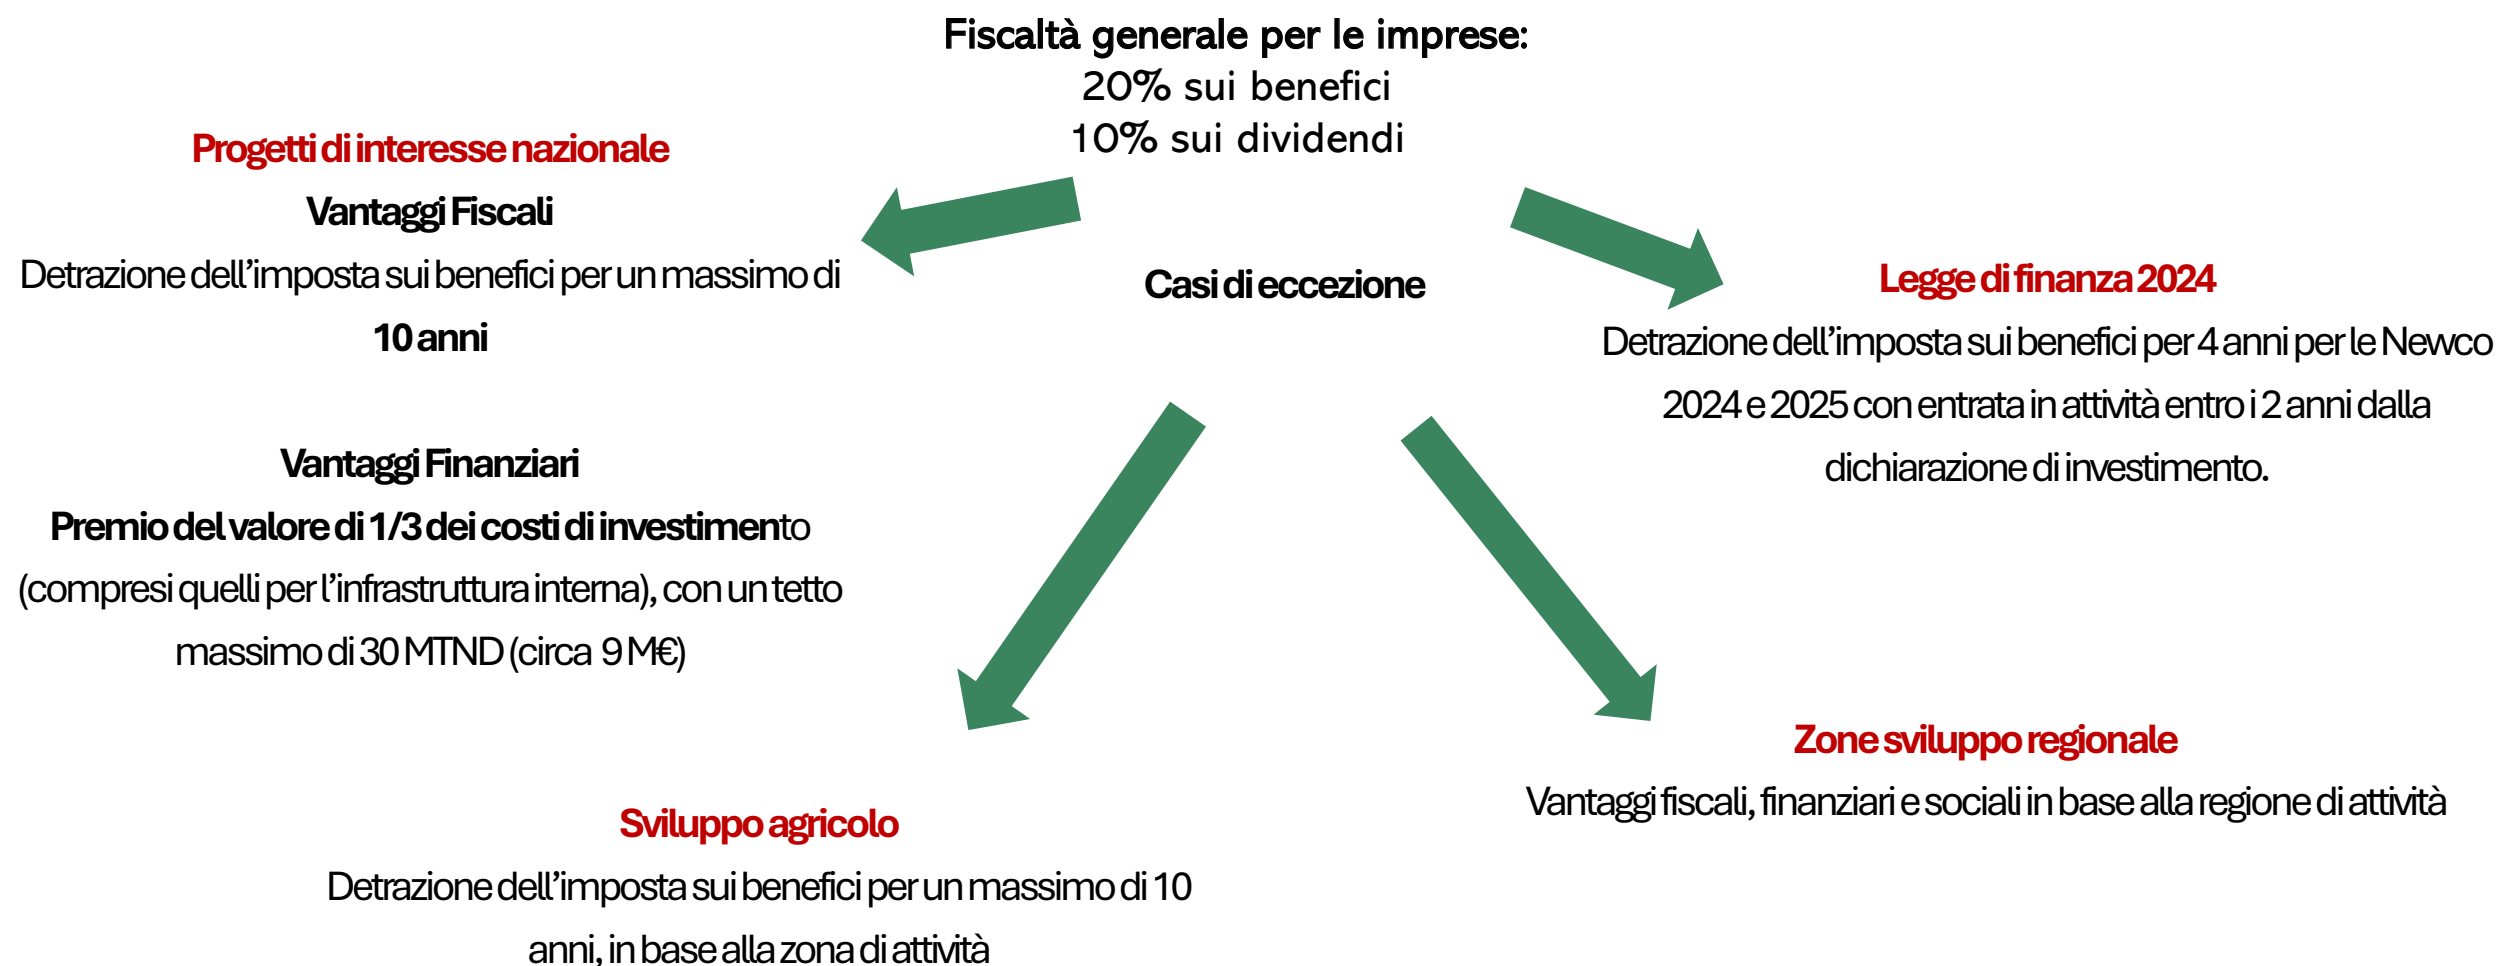 Fiscaltà generale per le imprese:
20% sui benefici
10% sui dividendi
Progetti di interesse nazionale
Vantaggi Fiscali
Detrazione dell’imposta sui benefici per un massimo di
10 anni
Vantaggi Finanziari
Premio del valore di 1/3 dei costi di investimento
(compresi quelli per l’infrastruttura interna), con un tetto
massimo di 30 MTND (circa 9 M€)
Casi di eccezione
Legge di finanza 2024
Detrazione dell’imposta sui benefici per 4 anni per le Newco
2024 e 2025 con entrata in attività entro i 2 anni dalla
dichiarazione di investimento.
Sviluppo agricolo
Detrazione dell’imposta sui benefici per un massimo di 10
anni, in base alla zona di attività
Zone sviluppo regionale
Vantaggi fiscali, finanziari e sociali in base alla regione di attività